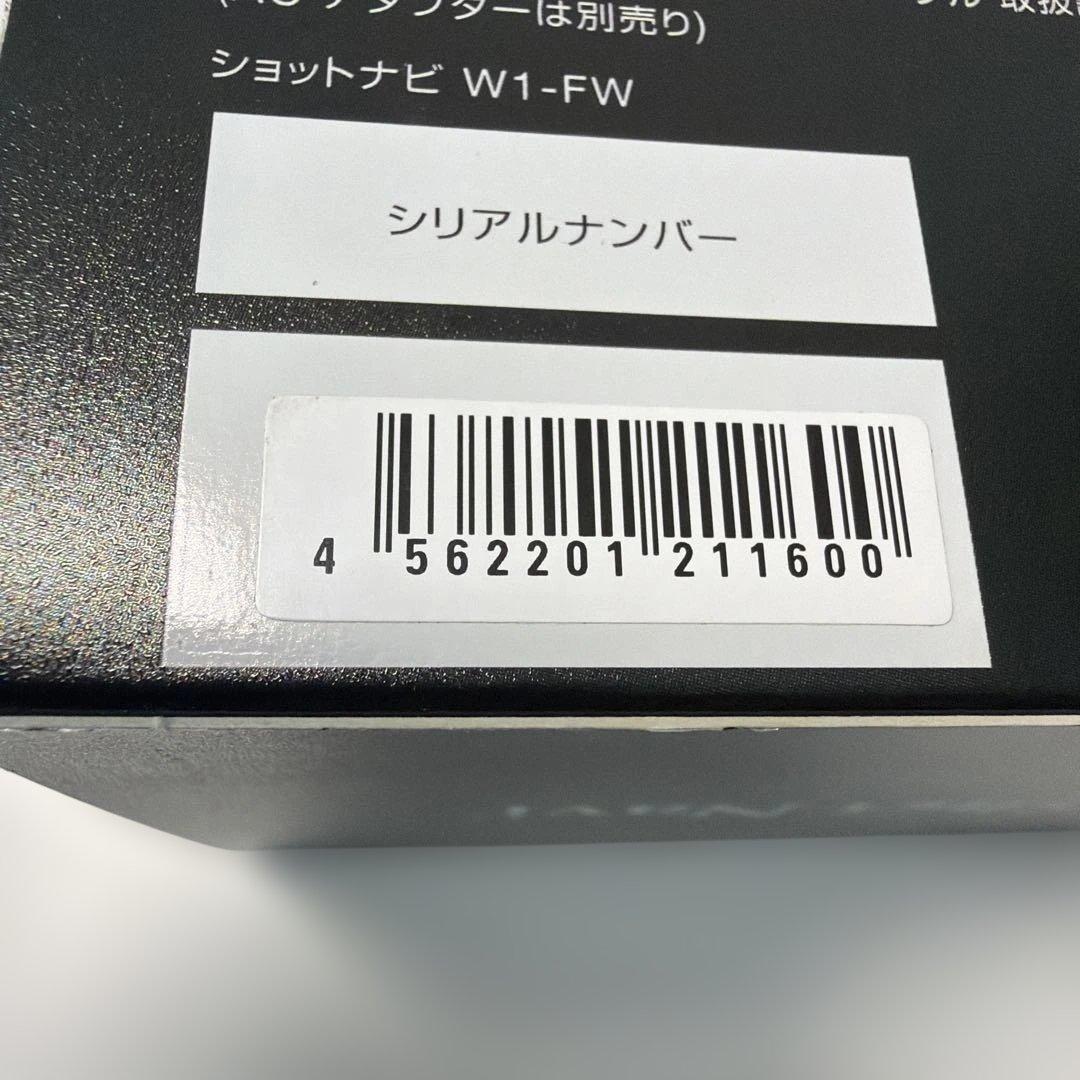 (ACアダプターは別売り)
ショットナビ W1-FW
シリアルナンバー
4 562201 211600